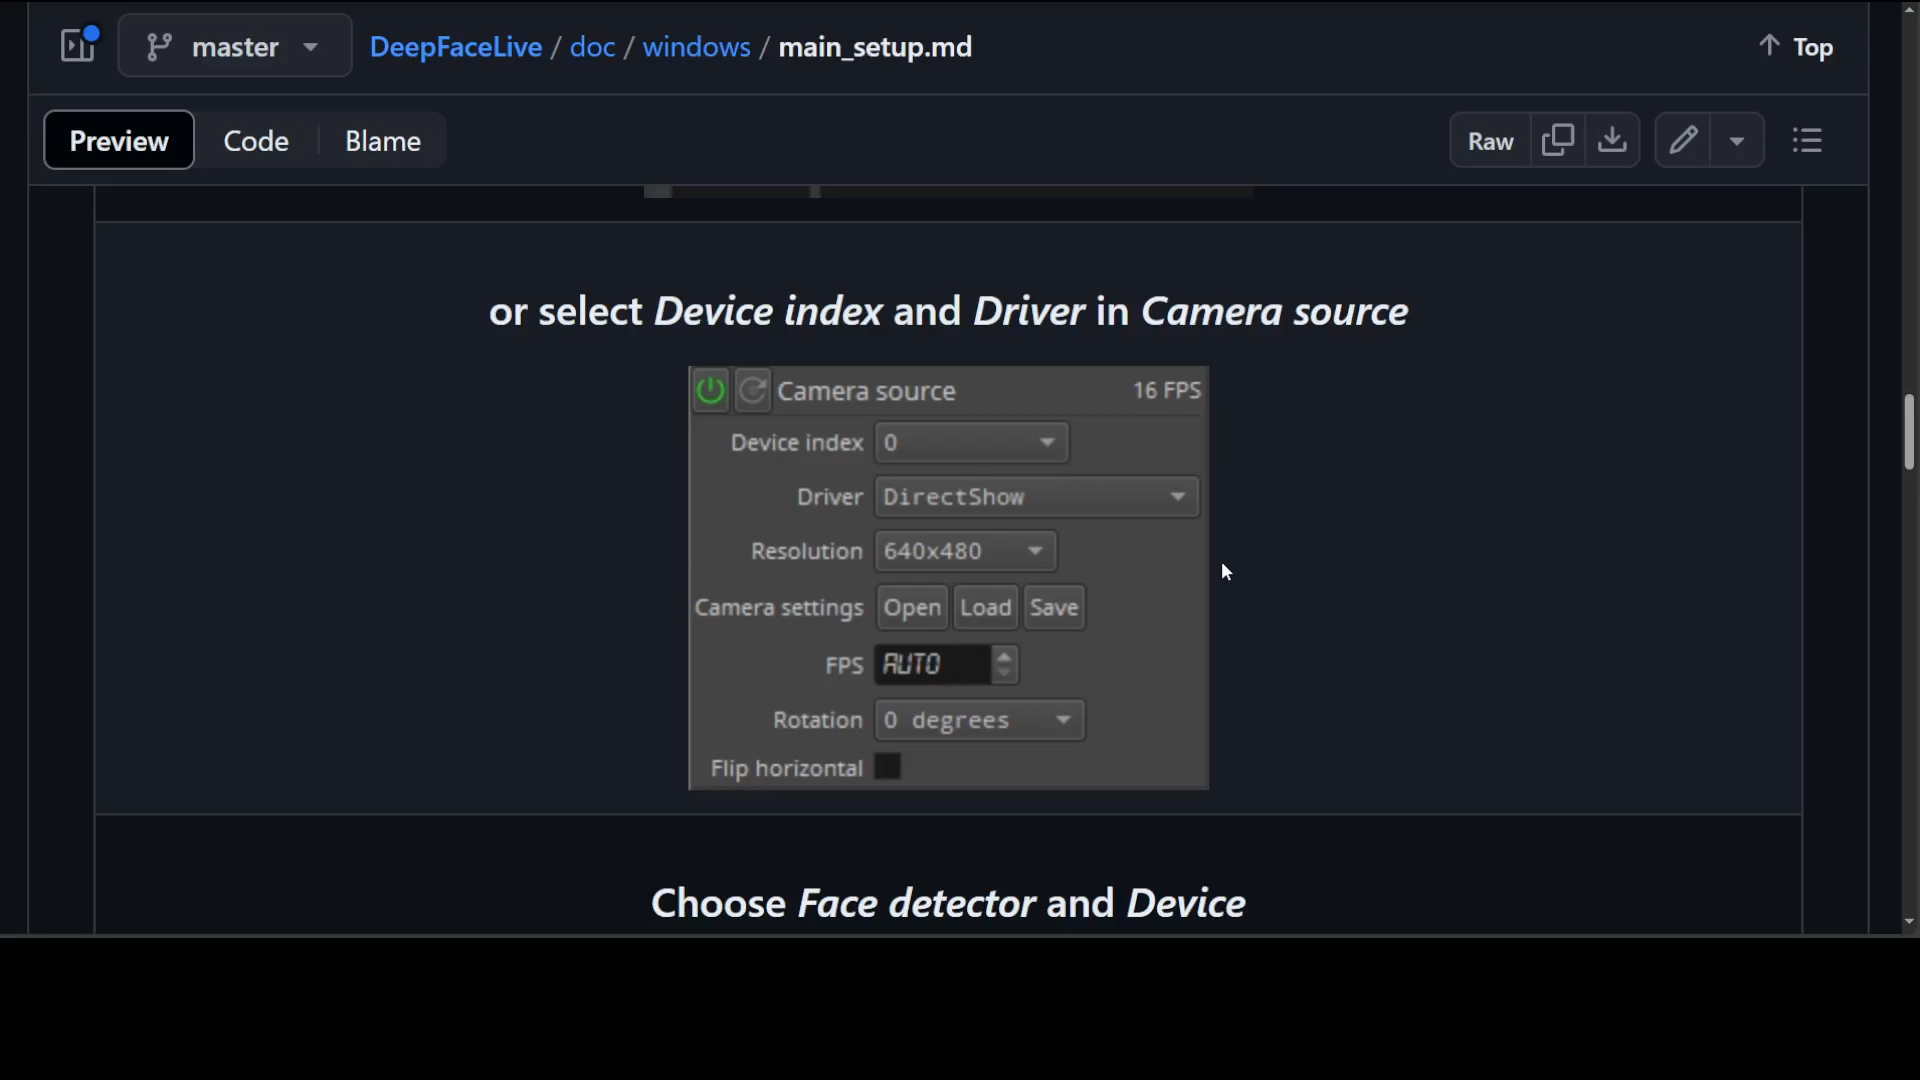 master
DeepFaceLive / doc / windows / main_setup.md
Top
Preview
Code
Blame
Raw
or select Device index and Driver in Camera source
Camera source
16 FPS
Device index 0
Driver DirectShow
Resolution 640x480
Camera settings Open Load Save
FPS AUTO
Rotation 0 degrees
Flip horizontal
Choose Face detector and Device